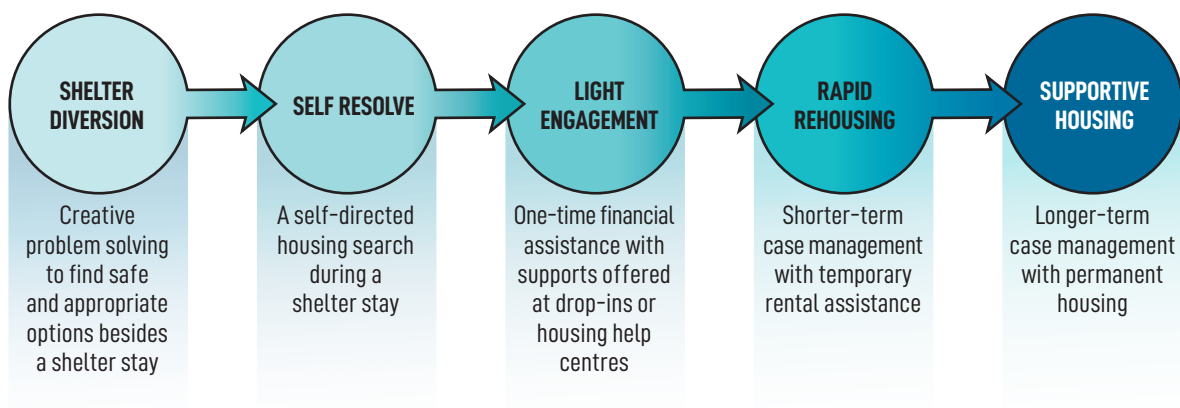 SHELTER
DIVERSION
SELF RESOLVE
LIGHT
ENGAGEMENT
RAPID
REHOUSING
SUPPORTIVE
HOUSING
Creative
problem solving
to find safe
and appropriate
options besides
a shelter stay
A self-directed
housing search
during a
shelter stay
One-time financial
assistance with
supports offered
at drop-ins or
housing help
centres
Shorter-term
case management
with temporary
rental assistance
Longer-term
case management
with permanent
housing